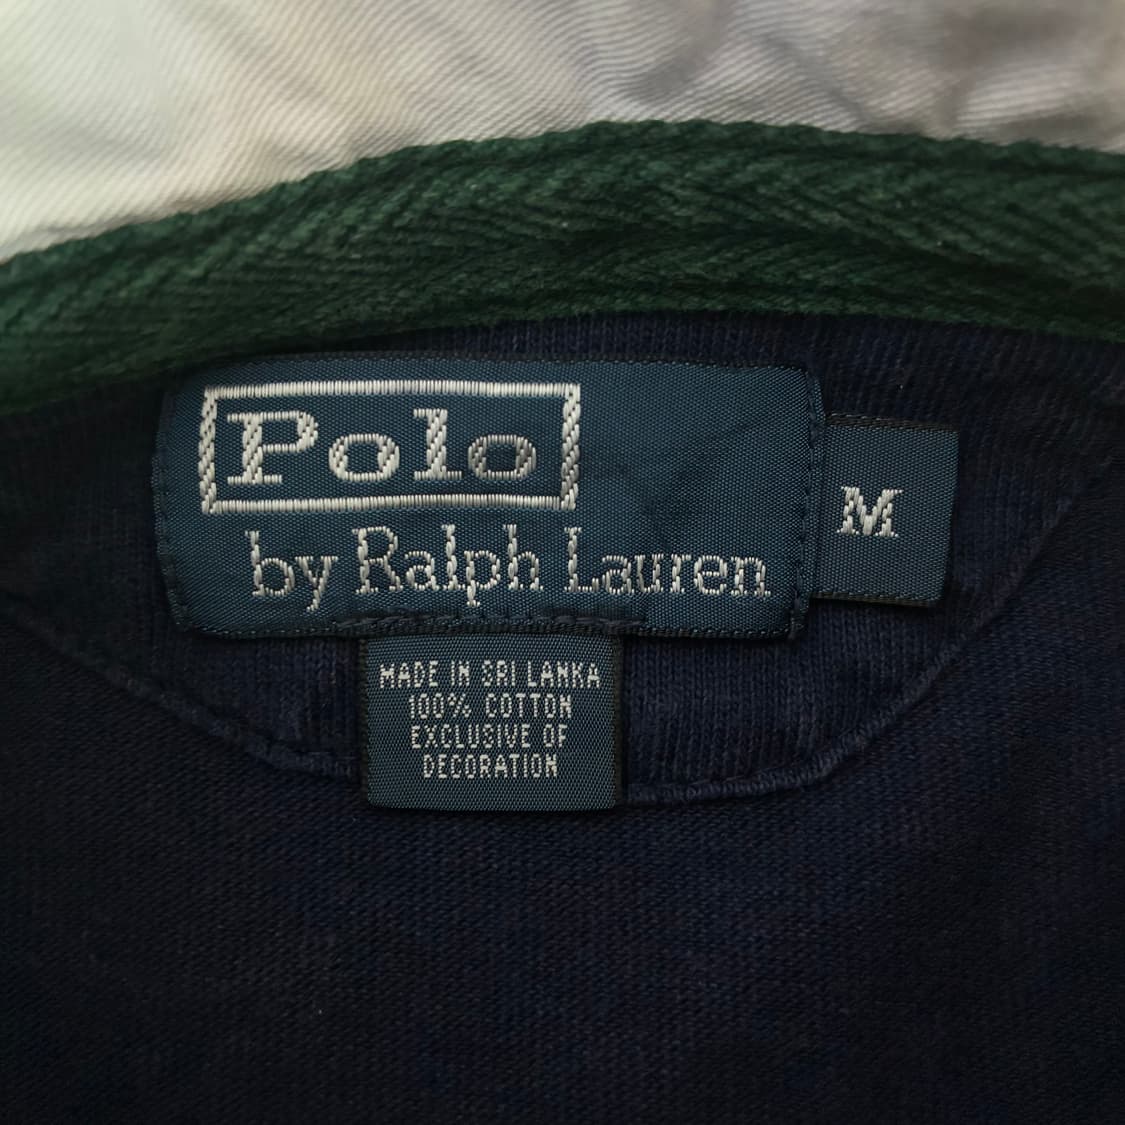 Polo
by Ralph Lauren
M
MADE IN SRI LANKA
100% COTTON
EXCLUSIVE OF
DECORATION